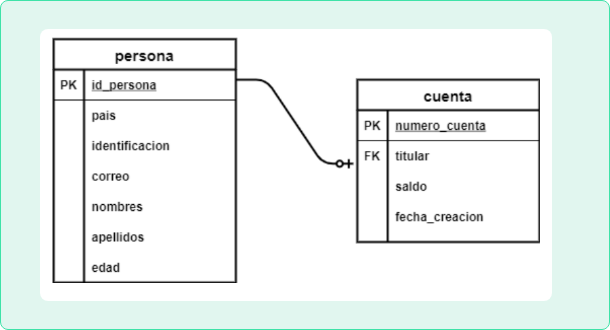 persona
PK id_persona
pais
identificacion
correo
nombres
apellidos
edad
cuenta
PK numero_cuenta
FK titular
saldo
fecha_creacion